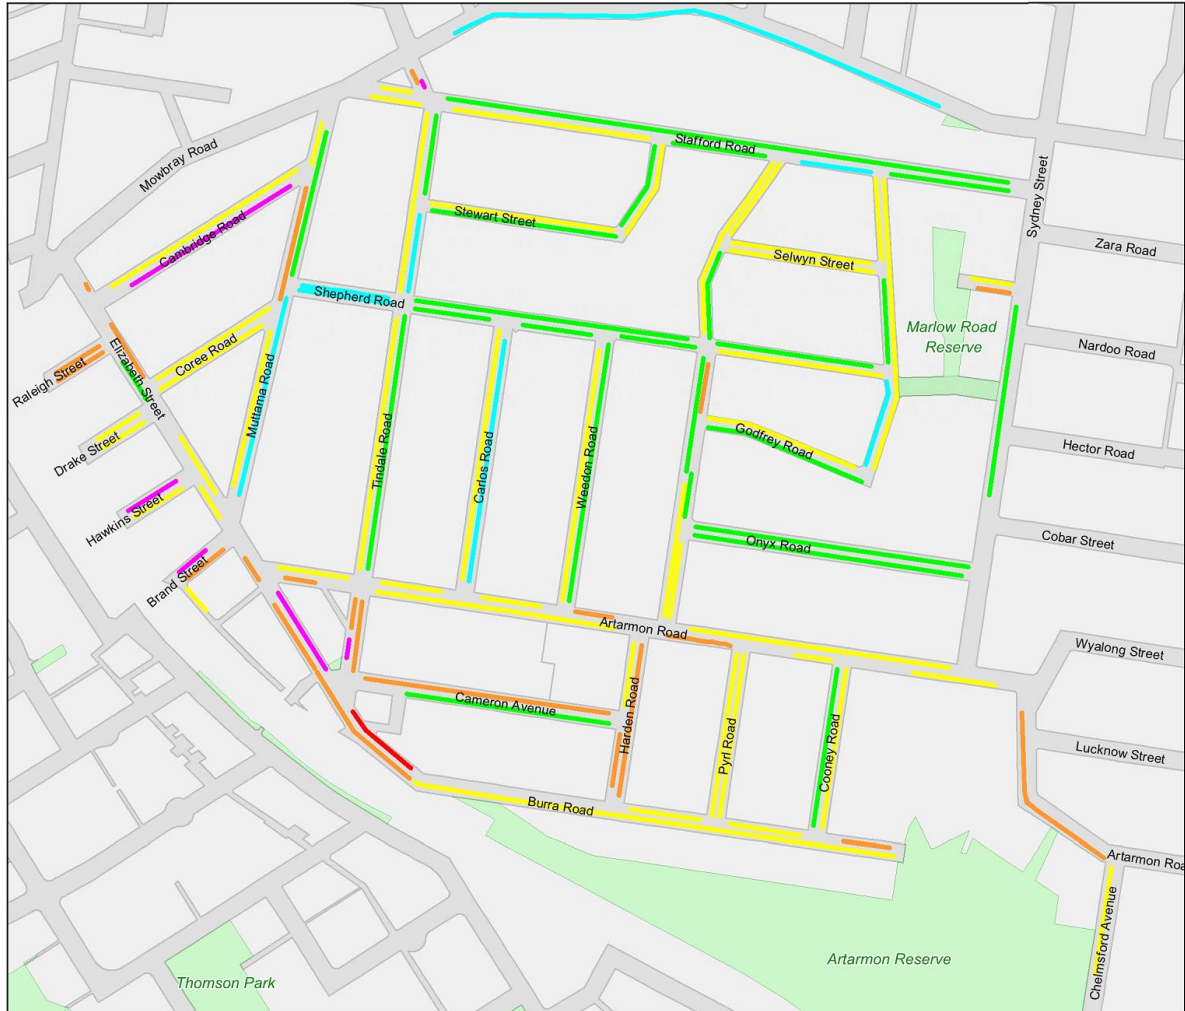 Stafford Road
Mowbray Road
Sydney Street
Stewart Street
Cambridge Road
Zara Road
Selwyn Street
Shepherd Road
Marlow Road
Reserve
Nardoo Road
Coree Road
Raleigh Street
Elizabeth Street
Muttama Road
Drake Street
Tindale Road
Carlos Road
Weedon Road
Godfrey Road
Hector Road
Hawkins Street
Onyx Road
Cobar Street
Brand Street
Artarmon Road
Wyalong Street
Cameron Avenue
Harden Road
Pyrl Road
Cooney Road
Lucknow Street
Burra Road
Artarmon Roa
Chelmsford Avenue
Artarmon Reserve
Thomson Park